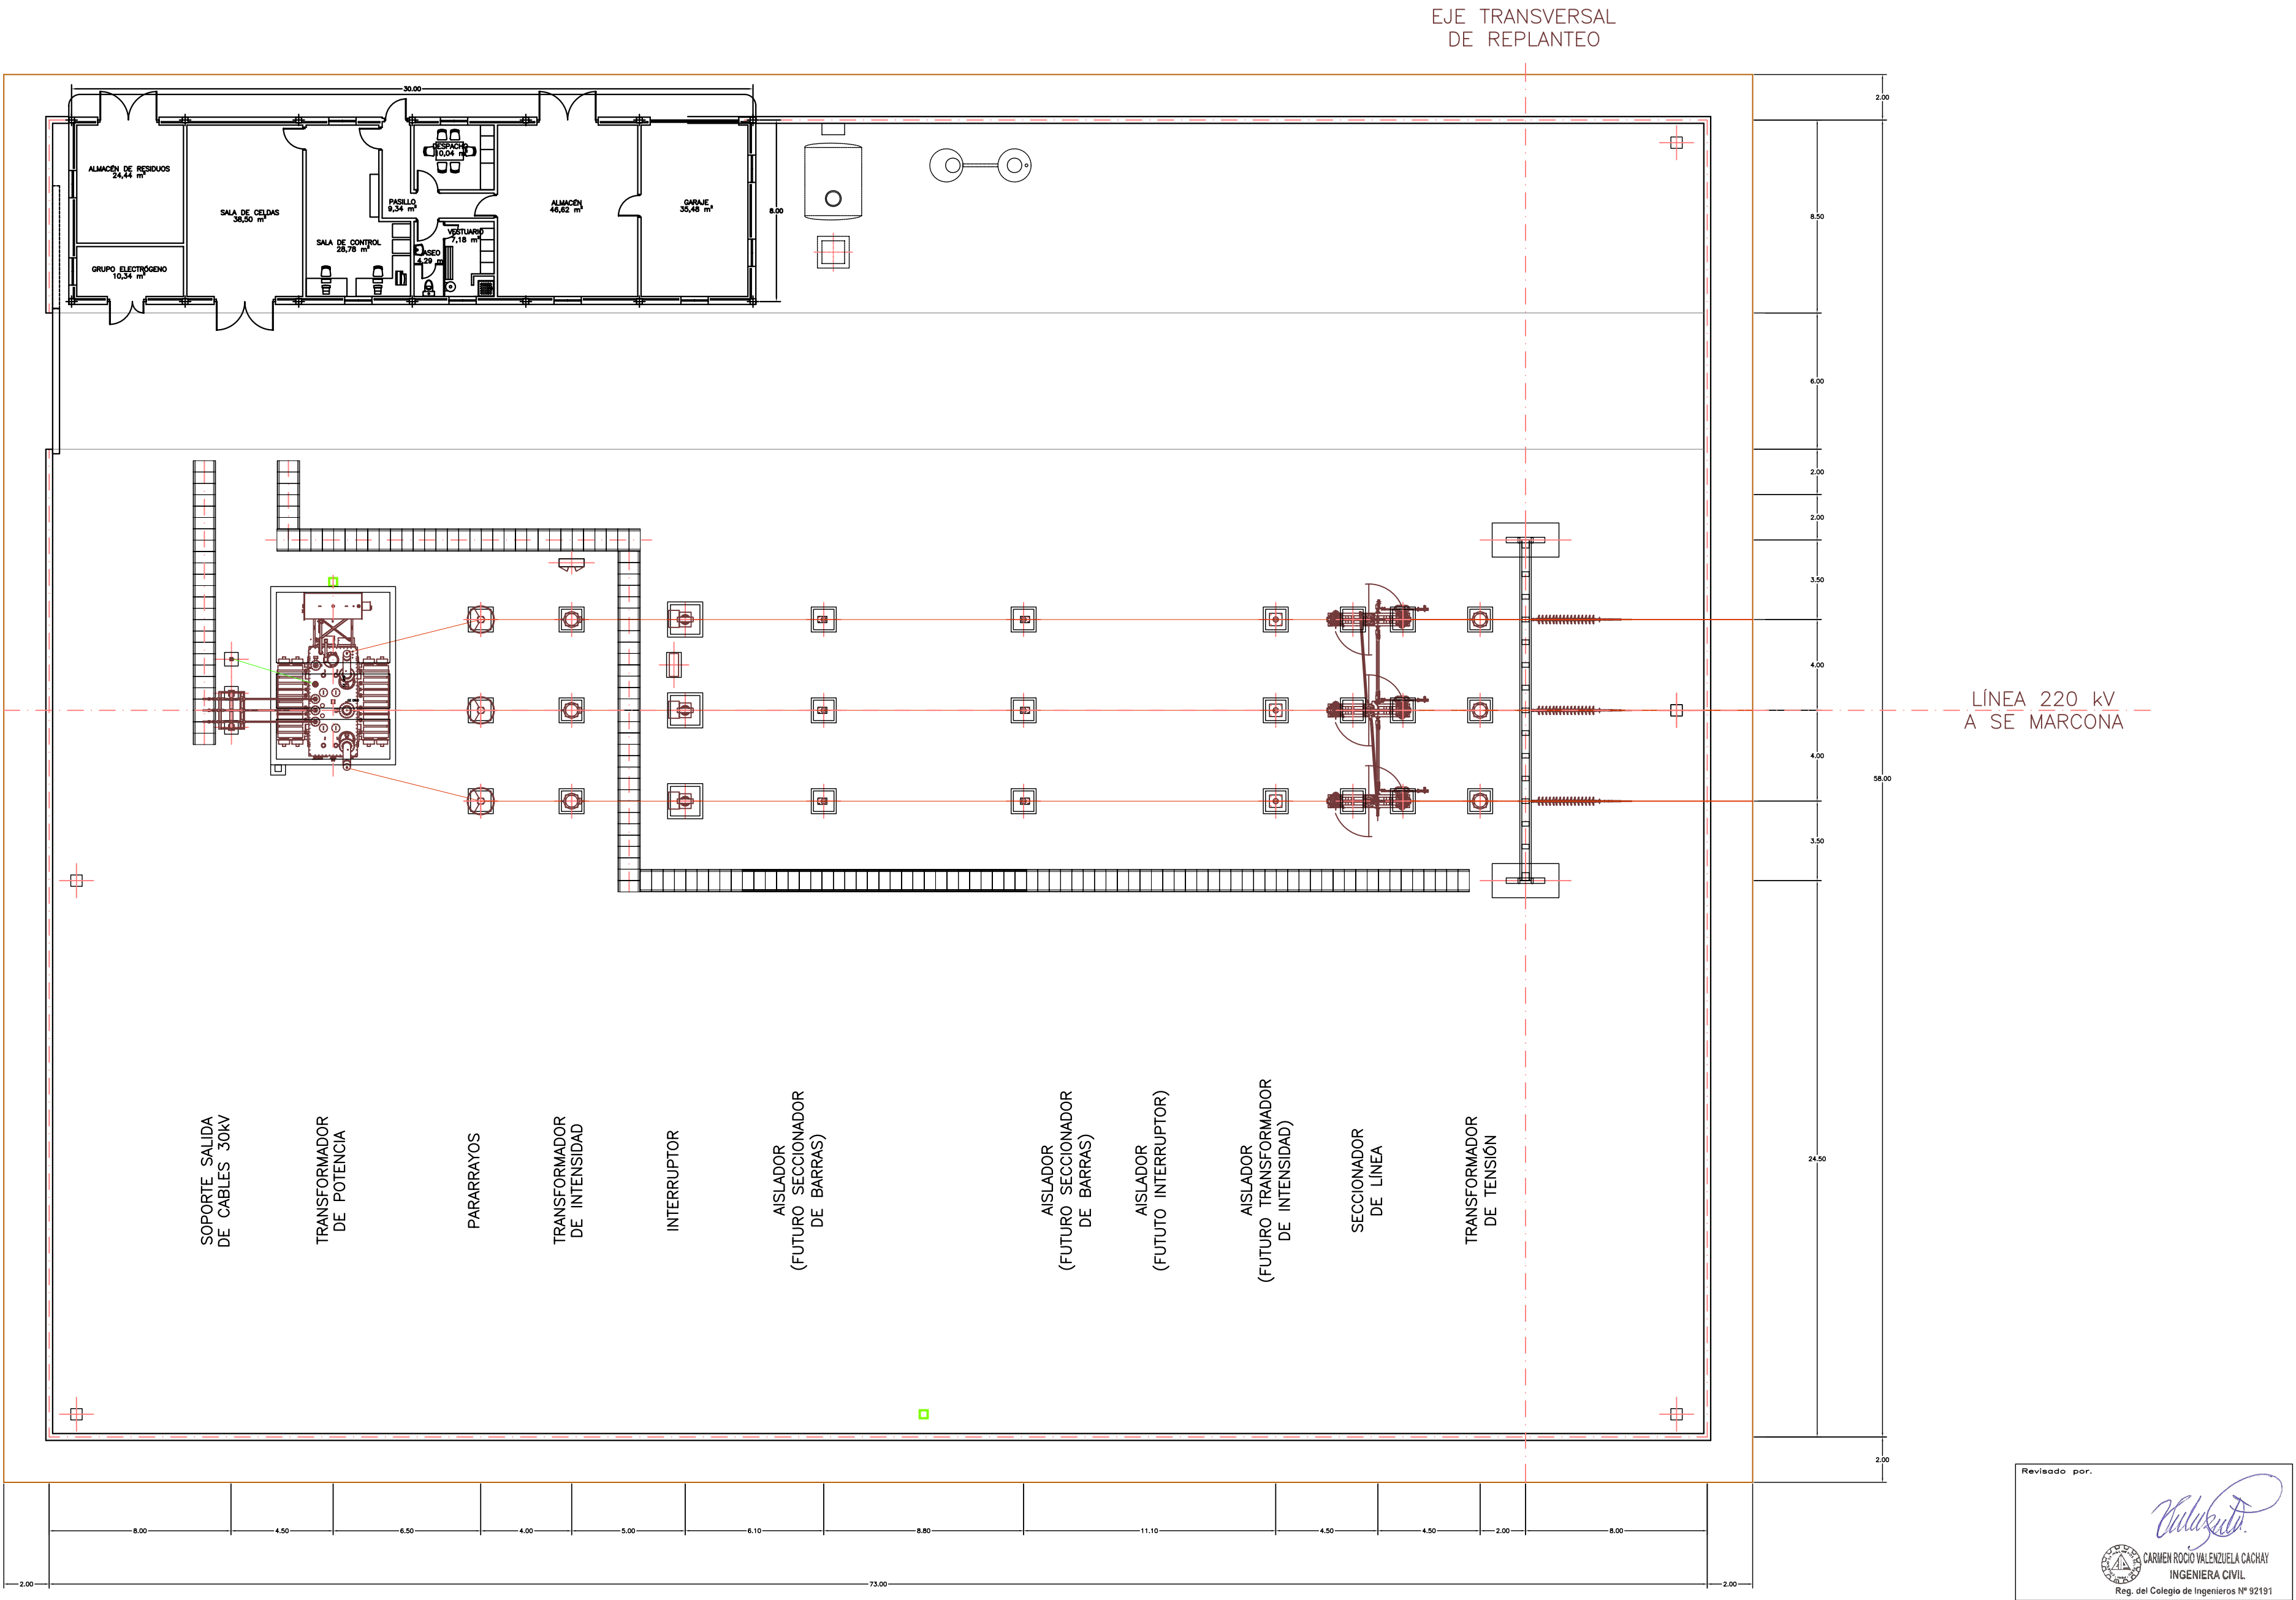 EJE TRANSVERSAL
DE REPLANTEO
30.00
2.00
ALMACÉN DE RESIDUOS
24,44 m²
SALA DE CELDAS
38,50 m²
GRUPO ELECTRÓGENO
10,34 m²
SALA DE CONTROL
26,78 m²
PASILLO
9,34 m²
DESPACHO
10,04 m²
VESTUARIO
7,18 m²
ASEO
4,29 m
ALMACÉN
46,62 m²
GARAJE
35,48 m²
8.00
8.50
6.00
2.00
2.00
3.50
4.00
LÍNEA 220 kV
A SE MARCONA
4.00
58.00
3.50
24.50
2.00
SOPORTE SALIDA
DE CABLES 30kV
TRANSFORMADOR
DE POTENCIA
PARARRAYOS
TRANSFORMADOR
DE INTENSIDAD
INTERRUPTOR
AISLADOR
(FUTURO SECCIONADOR
DE BARRAS)
AISLADOR
(FUTURO SECCIONADOR
DE BARRAS)
AISLADOR
(FUTUTO INTERRUPTOR)
AISLADOR
(FUTURO TRANSFORMADOR
DE INTENSIDAD)
SECCIONADOR
DE LÍNEA
TRANSFORMADOR
DE TENSIÓN
8.00
4.50
6.50
4.00
5.00
6.10
8.80
11.10
4.50
4.50
2.00
8.00
2.00
73.00
2.00
Revisado por.
CARMEN ROCIO VALENZUELA CACHAY
INGENIERA CIVIL
Reg. del Colegio de Ingenieros Nº 92191